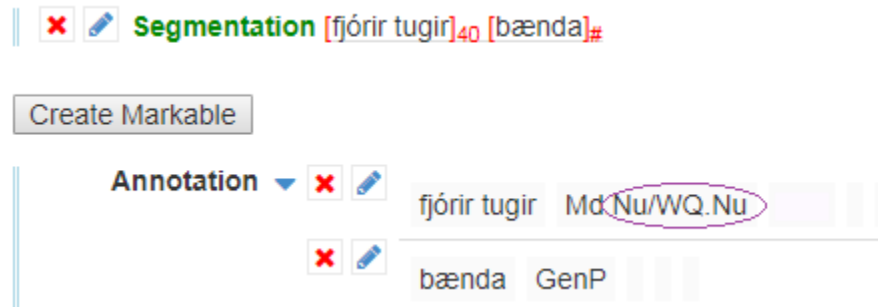 Segmentation [fjórir tugir]40 [bænda]#
Create Markable
Annotation
fjórir tugir Md.Nu/WQ.Nu
bænda GenP